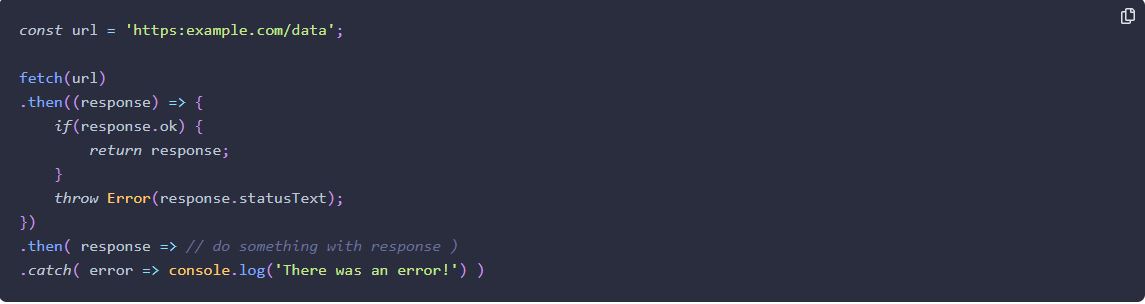 const url = 'https:example.com/data';
fetch(url)
.then((response) => {
    if(response.ok) {
        return response;
    }
    throw Error(response.statusText);
})
.then( response => // do something with response )
.catch( error => console.log('There was an error!') )